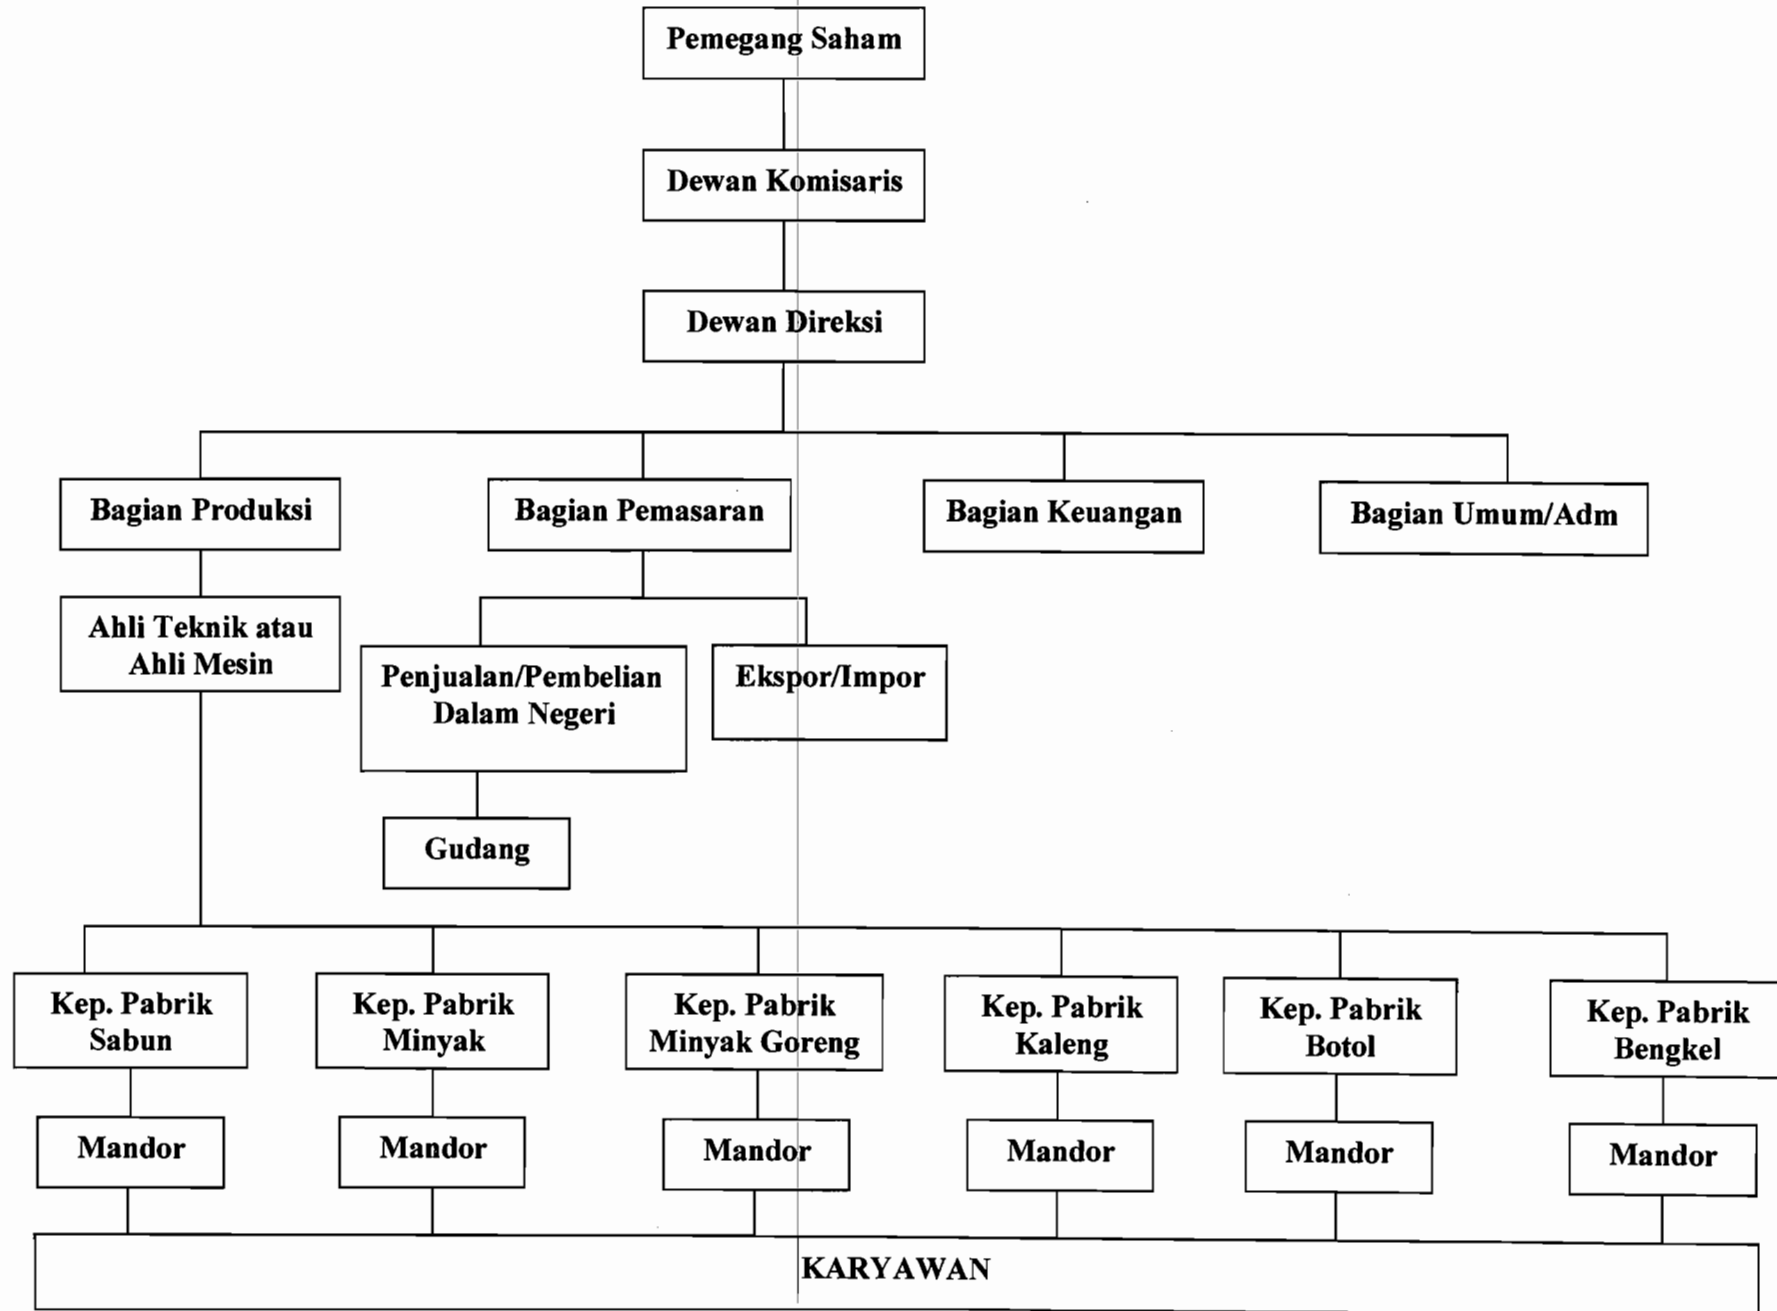 Pemegang Saham
Dewan Komisaris
Dewan Direksi
Bagian Produksi
Bagian Pemasaran
Bagian Keuangan
Bagian Umum/Adm
Ahli Teknik atau
Ahli Mesin
Penjualan/Pembelian
Dalam Negeri
Ekspor/Impor
Gudang
Kep. Pabrik
Sabun
Kep. Pabrik
Minyak
Kep. Pabrik
Minyak Goreng
Kep. Pabrik
Kaleng
Kep. Pabrik
Botol
Kep. Pabrik
Bengkel
Mandor
Mandor
Mandor
Mandor
Mandor
Mandor
KARYAWAN